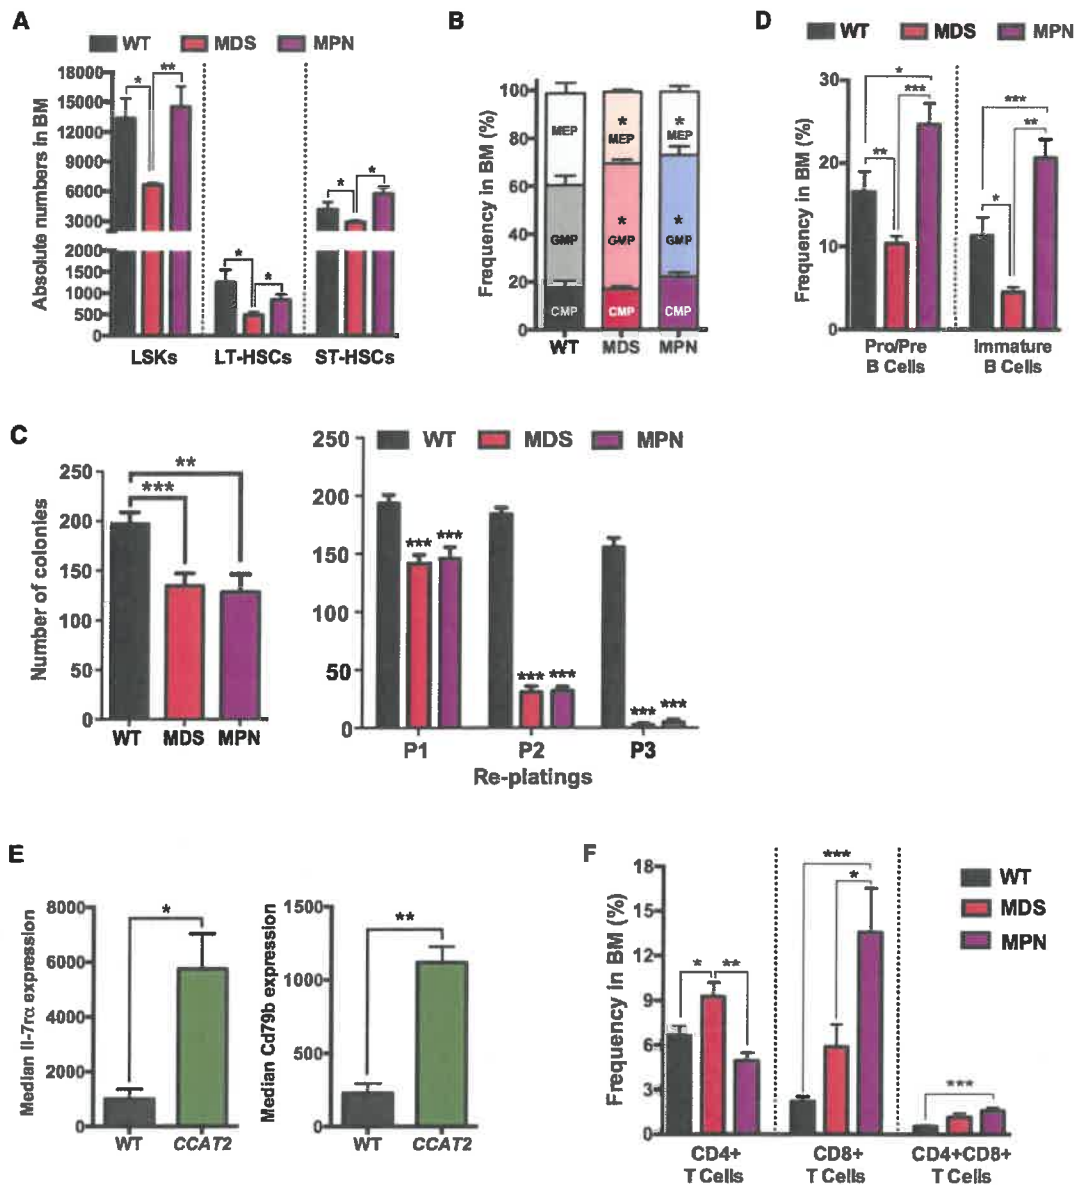 A
WT MDS MPN
Absolute numbers in BM
18000
15000
12000
9000
6000
3000
2000
1500
1000
500
0
* **
* *
* *
LSKs LT-HSCs ST-HSCs
B
Frequency in BM (%)
100
80
60
40
20
0
MEP
GMP
CMP
*
MEP
*
GMP
CMP
*
MEP
*
GMP
CMP
WT MDS MPN
D
WT MDS MPN
Frequency in BM (%)
30
20
10
0
*
***
**
***
**
*
Pro/Pre
B Cells
Immature
B Cells
C
Number of colonies
250
200
150
100
50
0
**
***
WT MDS MPN
WT MDS MPN
250
200
150
100
50
0
*** ***
*** ***
*** ***
P1 P2 P3
Re-platings
E
Median Il-7rα expression
8000
6000
4000
2000
0
*
WT CCAT2
Median Cd79b expression
1500
1000
500
0
**
WT CCAT2
F
WT
MDS
MPN
Frequency in BM (%)
18
15
12
9
6
3
0
* **
***
*
***
CD4+
T Cells
CD8+
T Cells
CD4+CD8+
T Cells